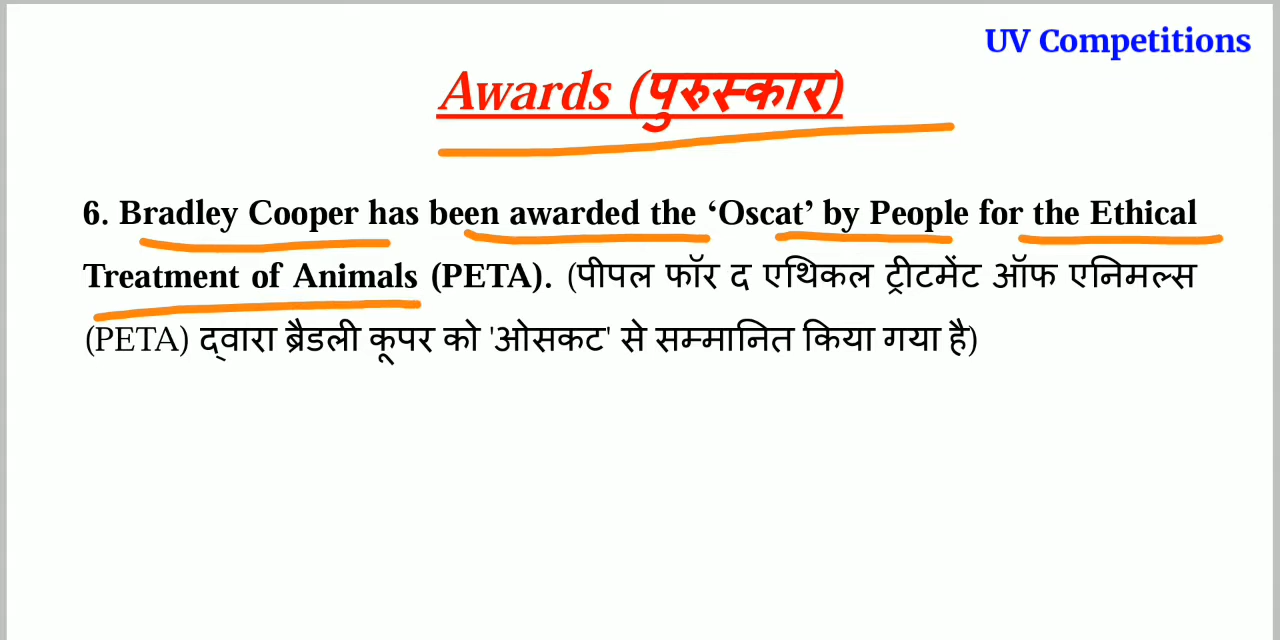 UV Competitions
Awards (पुरुस्कार)
6. Bradley Cooper has been awarded the ‘Oscat’ by People for the Ethical
Treatment of Animals (PETA). (पीपल फॉर द एथिकल ट्रीटमेंट ऑफ एनिमल्स
(PETA) द्वारा ब्रैडली कूपर को 'ओसकट' से सम्मानित किया गया है)